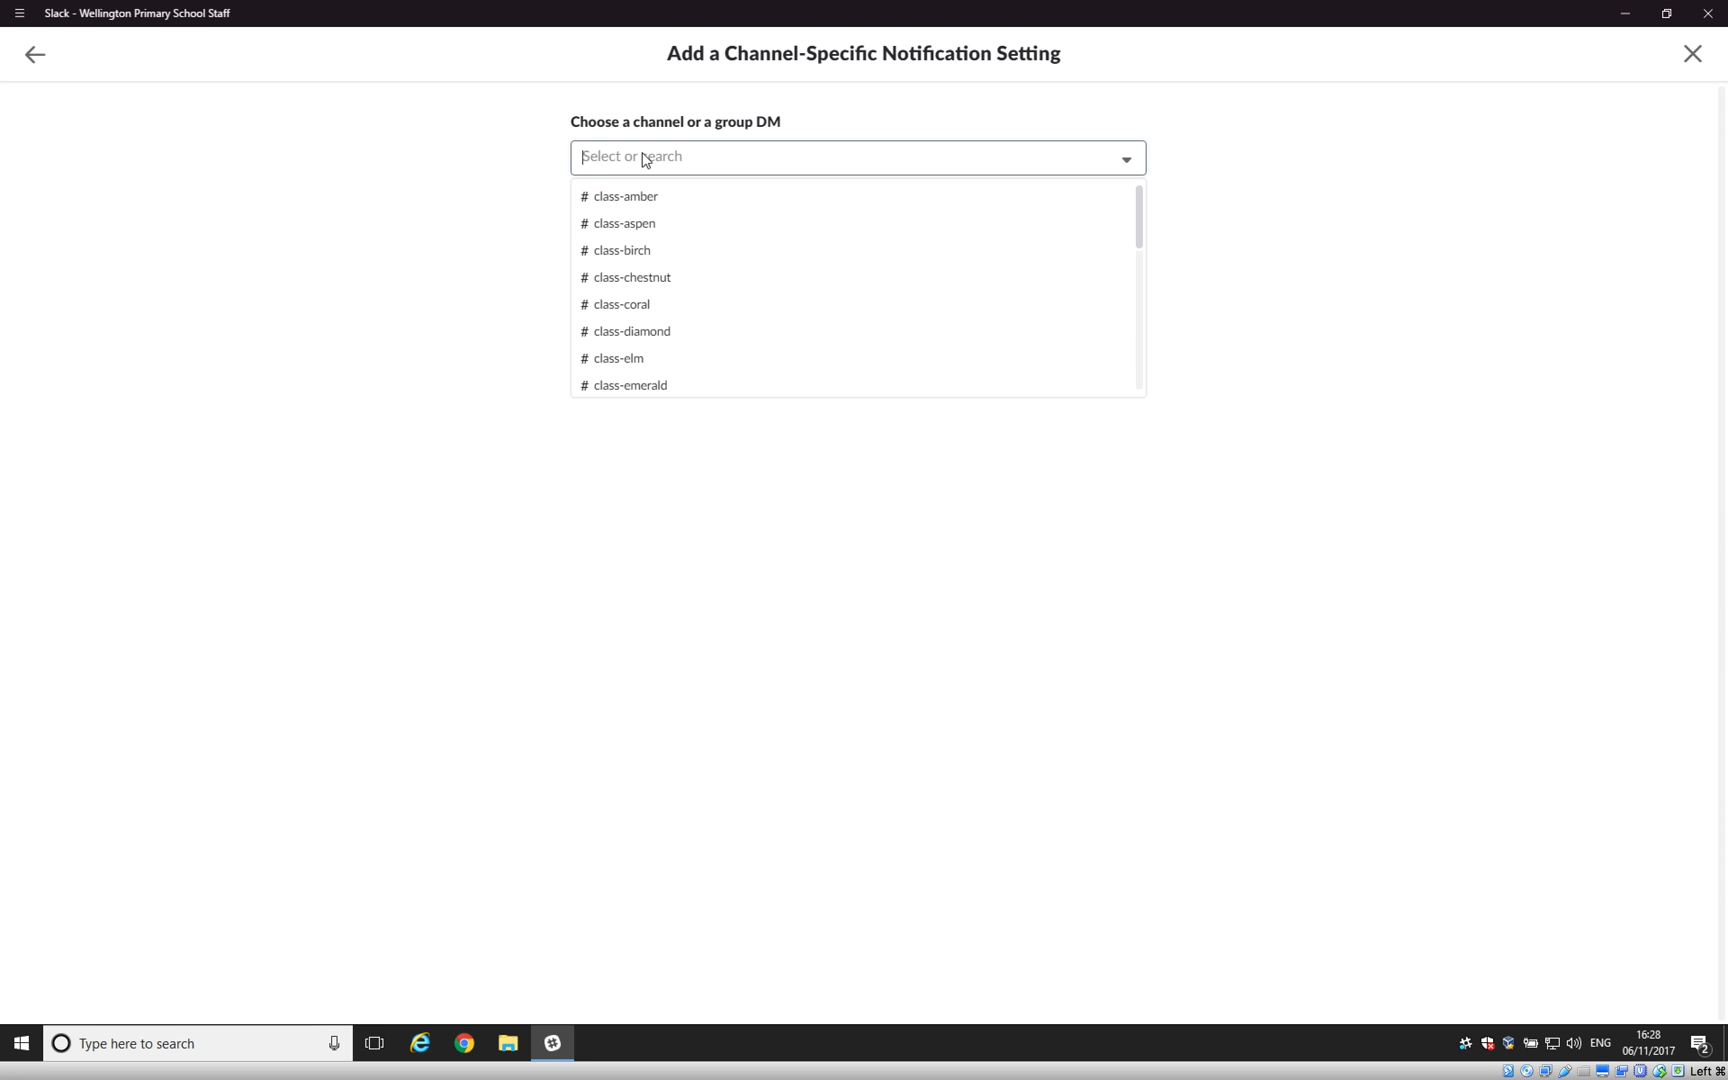 Slack - Wellington Primary School Staff
Add a Channel-Specific Notification Setting
Choose a channel or a group DM
Select or search
# class-amber
# class-aspen
# class-birch
# class-chestnut
# class-coral
# class-diamond
# class-elm
# class-emerald
Type here to search
ENG
16:28
06/11/2017
2
Left ⌘